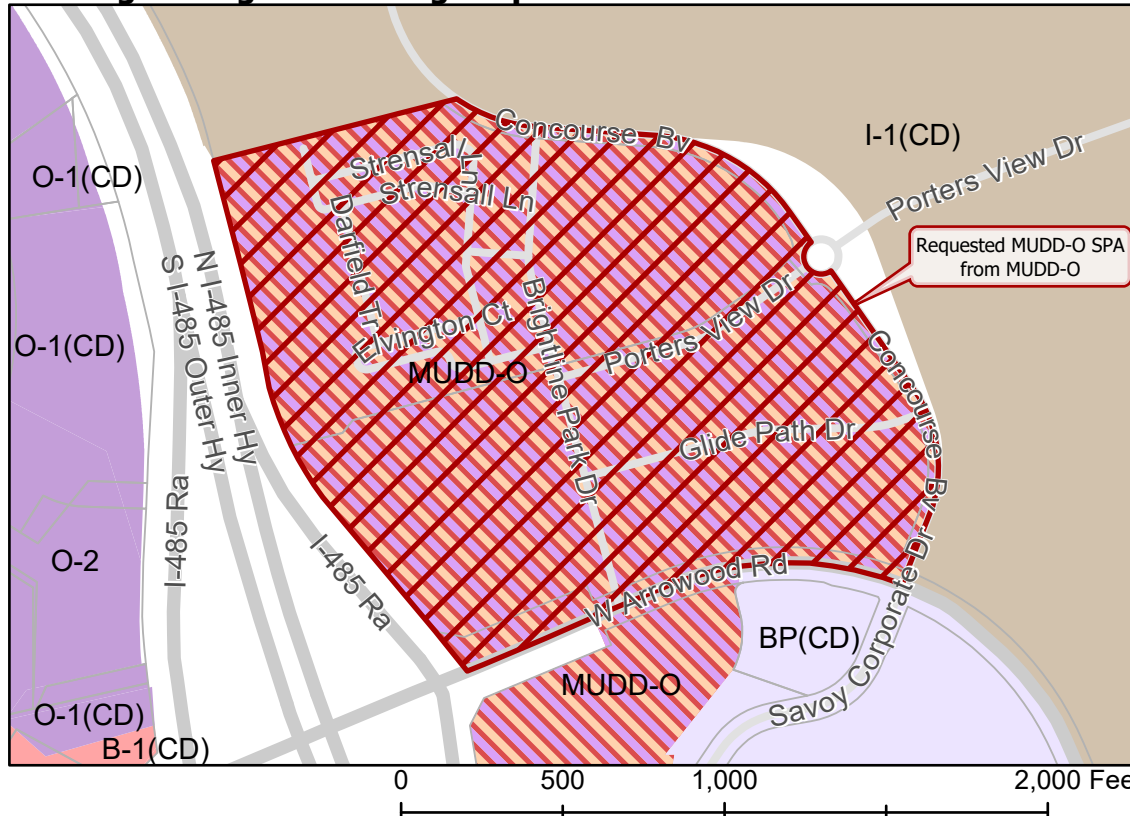 Concourse Bv
I-1(CD)
Porters View Dr
O-1(CD)
Strensall Ln
Strensall Ln
Darfield Tr
Requested MUDD-O SPA
from MUDD-O
N I-485 Inner Hy
S I-485 Outer Hy
O-1(CD)
Elvington Ct
Brightline Park Dr
Porters View Dr
MUDD-O
Concourse Bv
Glide Path Dr
I-485 Ra
O-2
I-485 Ra
W Arrowood Rd
Savoy Corporate Dr
BP(CD)
MUDD-O
O-1(CD)
B-1(CD)
0 500 1,000 2,000 Fee